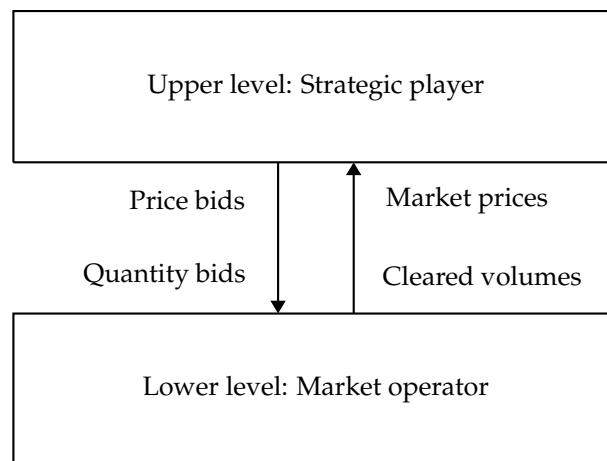 Upper level: Strategic player
Price bids
Market prices
Quantity bids
Cleared volumes
Lower level: Market operator